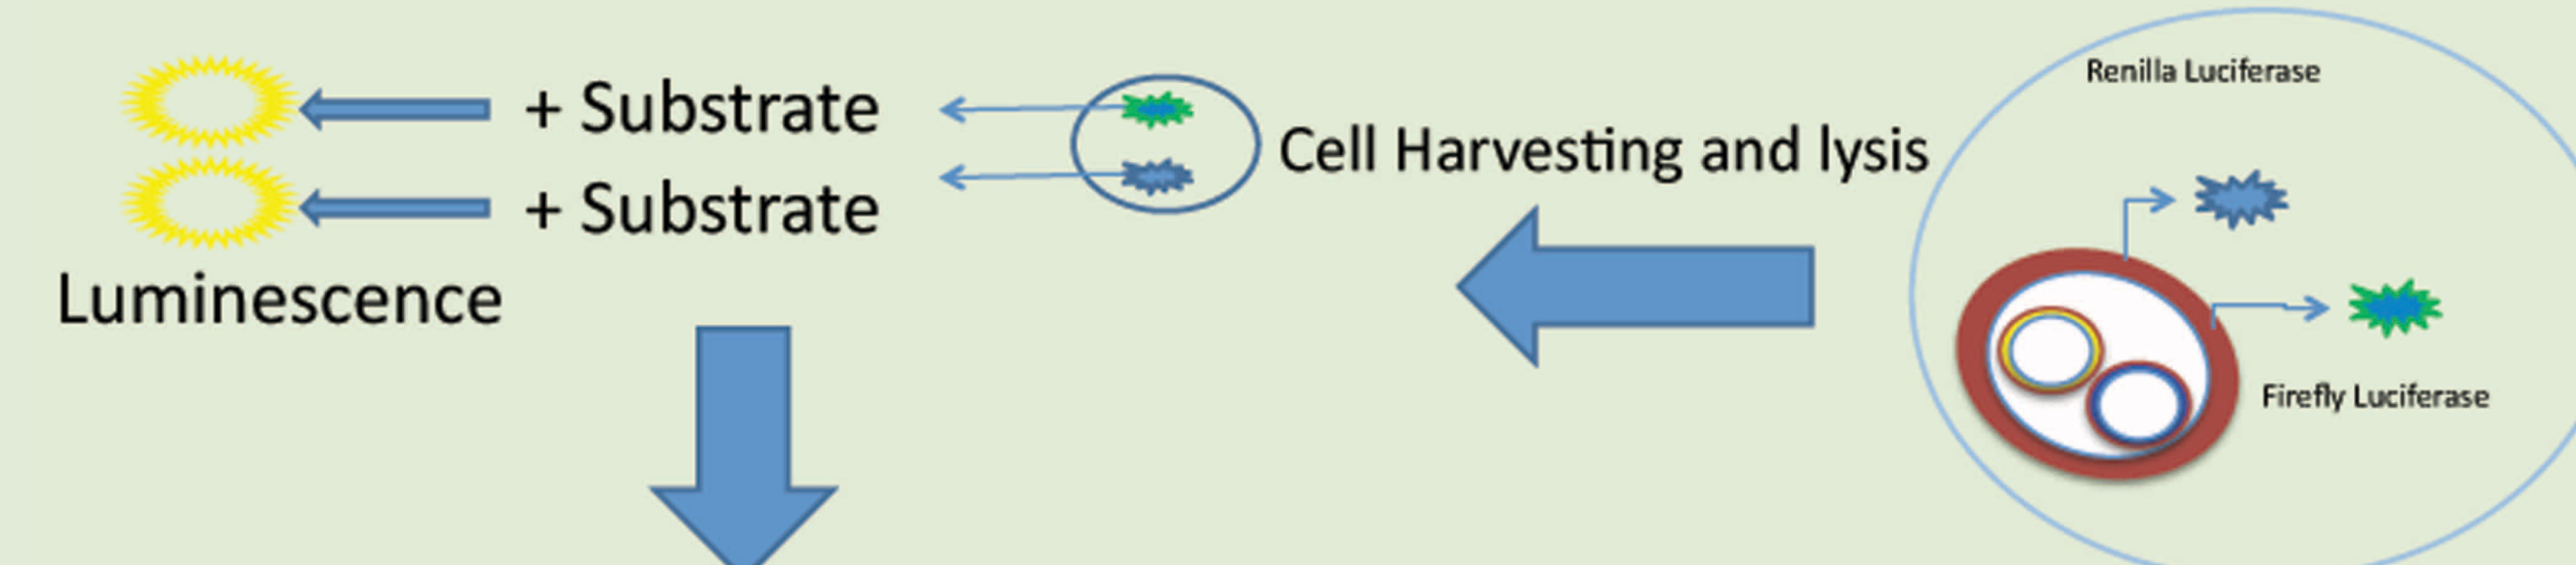 Renilla Luciferase
+ Substrate
Cell Harvesting and lysis
+ Substrate
Luminescence
Firefly Luciferase